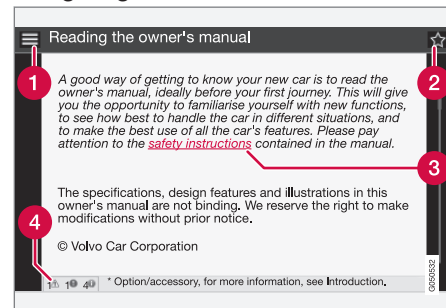 Reading the owner's manual
1
2
A good way of getting to know your new car is to read the
owner's manual, ideally before your first journey. This will give
you the opportunity to familiarise yourself with new functions,
to see how best to handle the car in different situations, and
to make the best use of all the car's features. Please pay
attention to the safety instructions contained in the manual.
3
The specifications, design features and illustrations in this
owner's manual are not binding. We reserve the right to make
modifications without prior notice.
4
© Volvo Car Corporation
1 1 4 * Option/accessory, for more information, see Introduction.
G050532